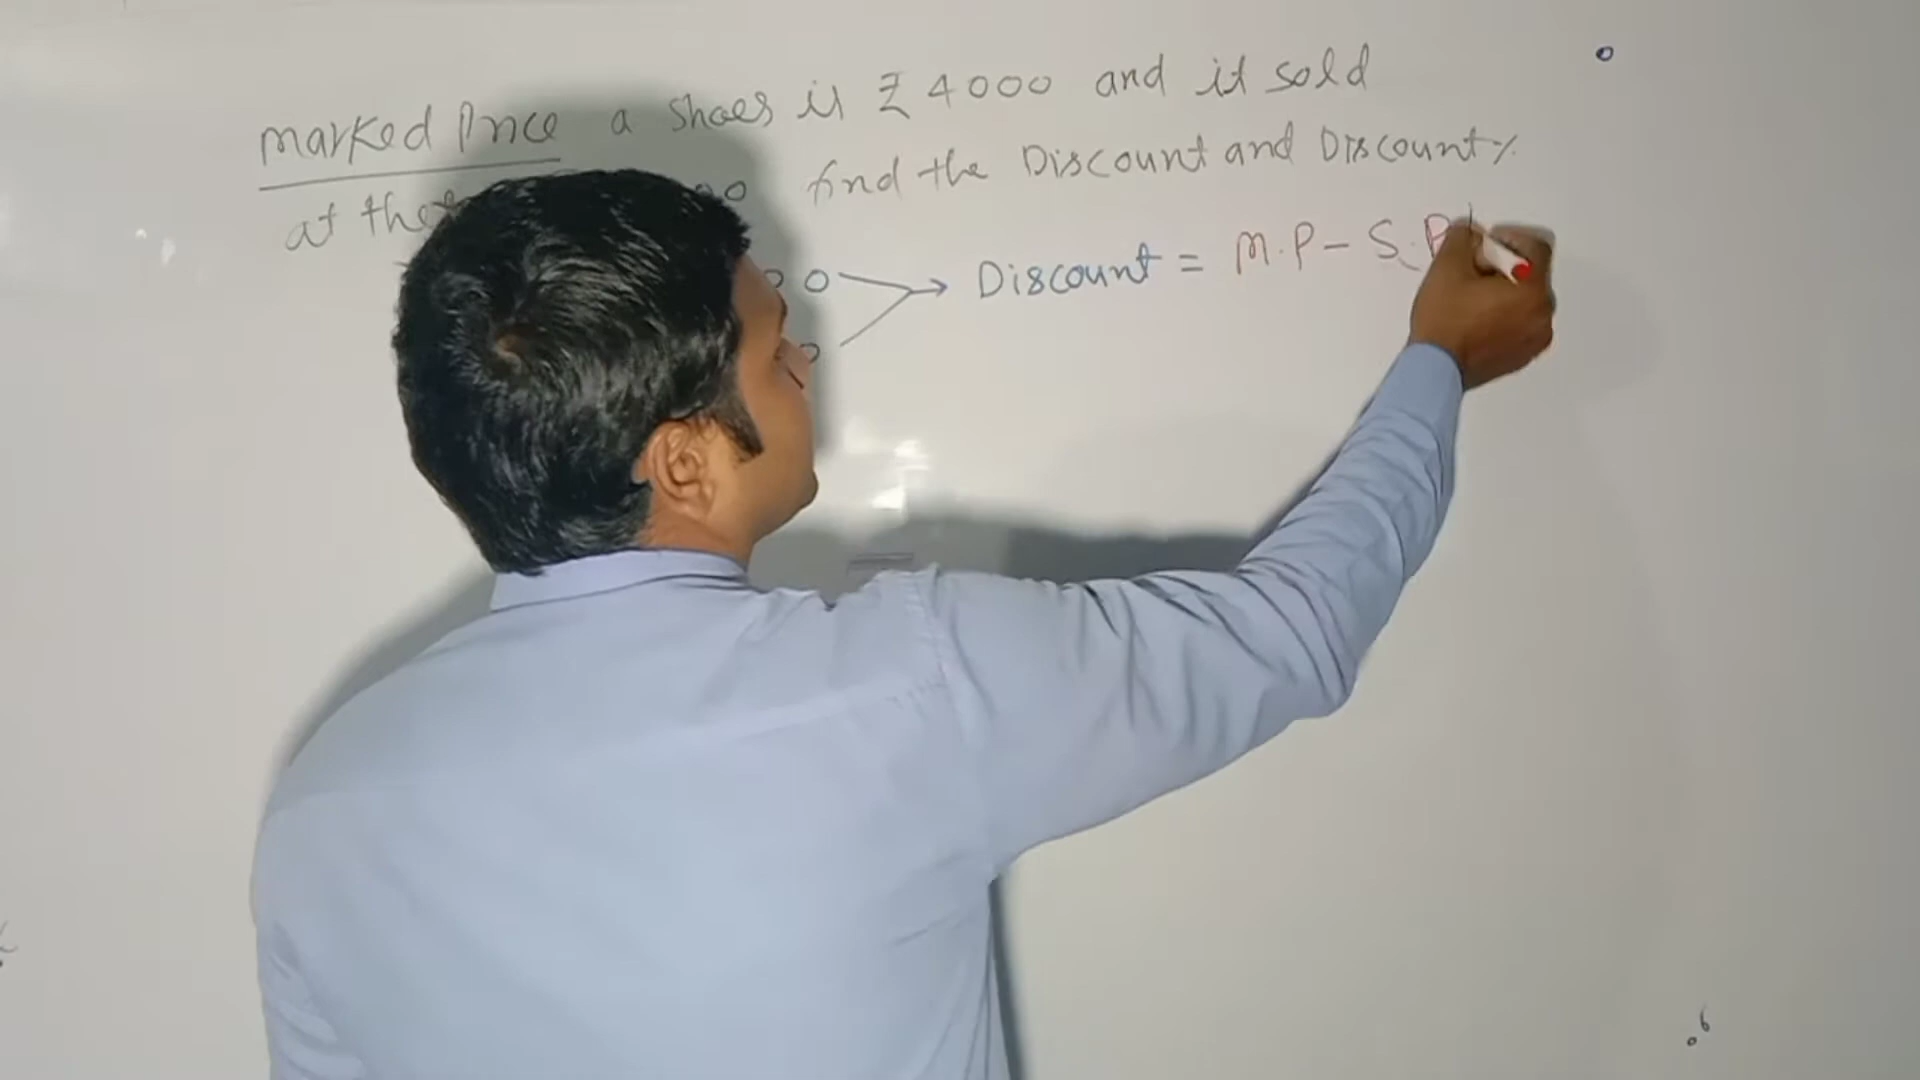 Marked Price a shoes is ₹ 4000 and it sold
at the find the Discount and Discount %
Discount = M.P - S.P